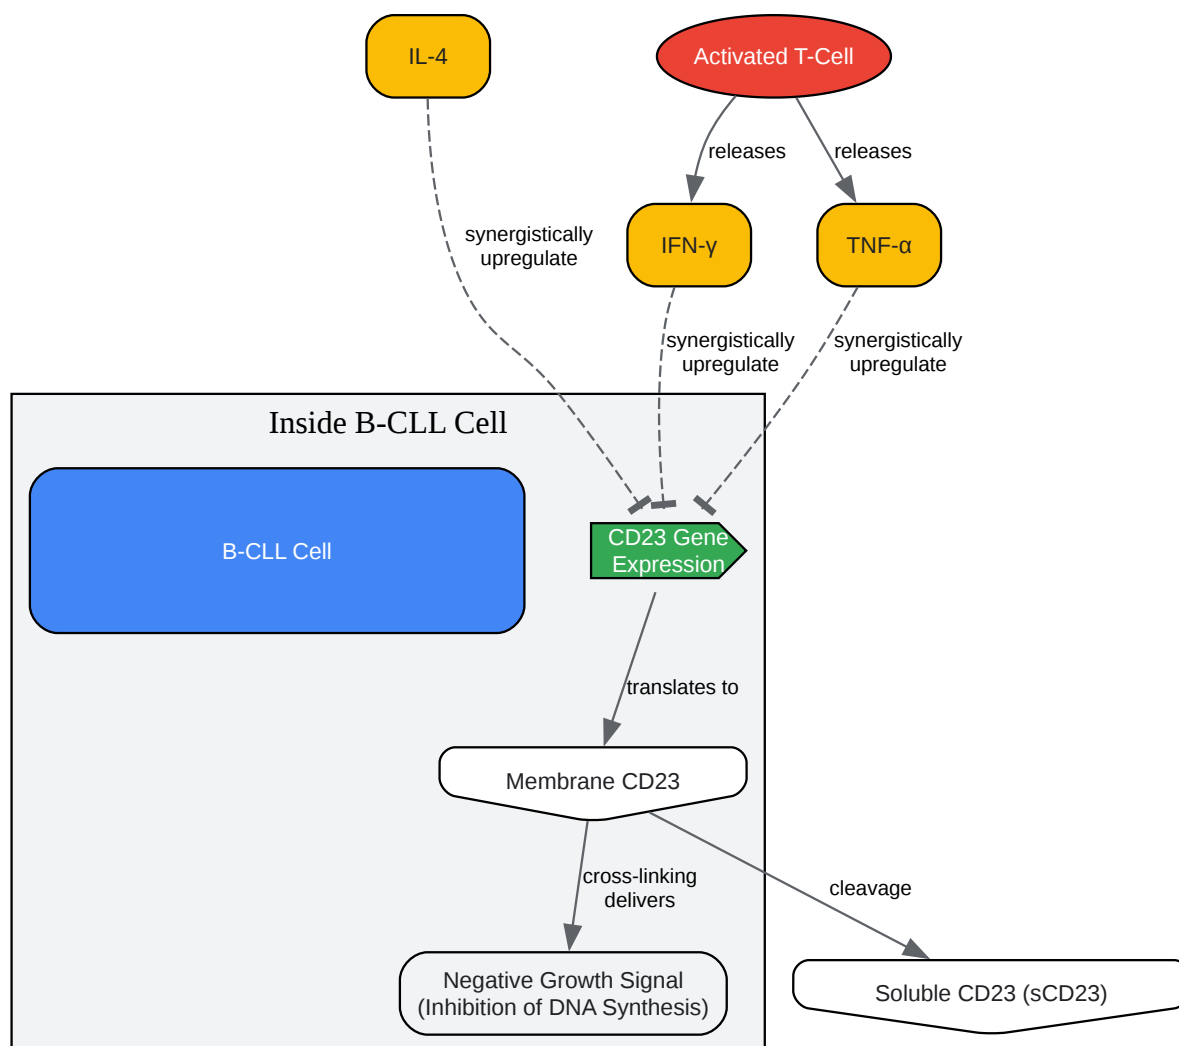 IL-4
Activated T-Cell
releases
releases
IFN-γ
TNF-α
synergistically
upregulate
synergistically
upregulate
synergistically
upregulate
Inside B-CLL Cell
B-CLL Cell
CD23 Gene
Expression
translates to
Membrane CD23
cross-linking
delivers
cleavage
Negative Growth Signal
(Inhibition of DNA Synthesis)
Soluble CD23 (sCD23)